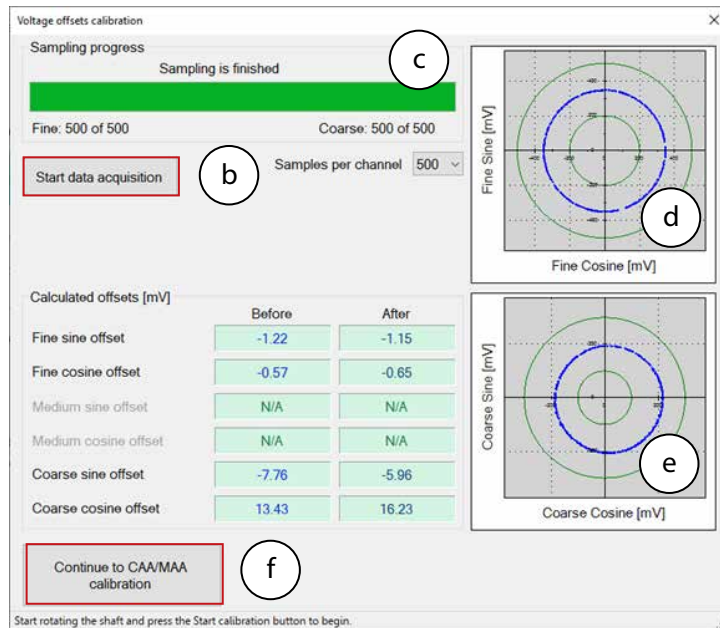 Voltage offsets calibration
Sampling progress
Sampling is finished
c
Fine: 500 of 500 Coarse: 500 of 500
Start data acquisition
b
Samples per channel 500
Fine Sine [mV]
d
Fine Cosine [mV]
Calculated offsets [mV]
Before After
Fine sine offset -1.22 -1.15
Fine cosine offset -0.57 -0.65
Medium sine offset N/A N/A
Medium cosine offset N/A N/A
Coarse sine offset -7.76 -5.96
Coarse cosine offset 13.43 16.23
Coarse Sine [mV]
e
Coarse Cosine [mV]
Continue to CAA/MAA
calibration
f
Start rotating the shaft and press the Start calibration button to begin.